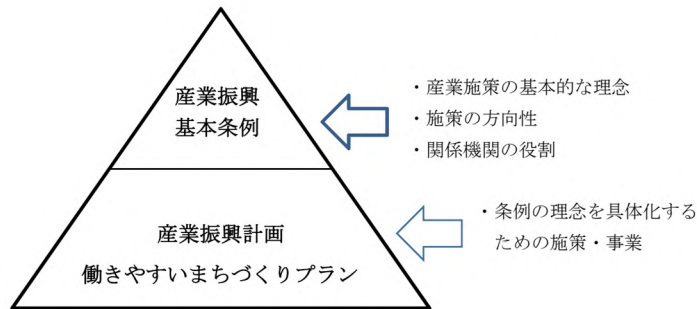 産業振興
基本条例
・産業施策の基本的な理念
・施策の方向性
・関係機関の役割
産業振興計画
働きやすいまちづくりプラン
・条例の理念を具体化する
ための施策・事業